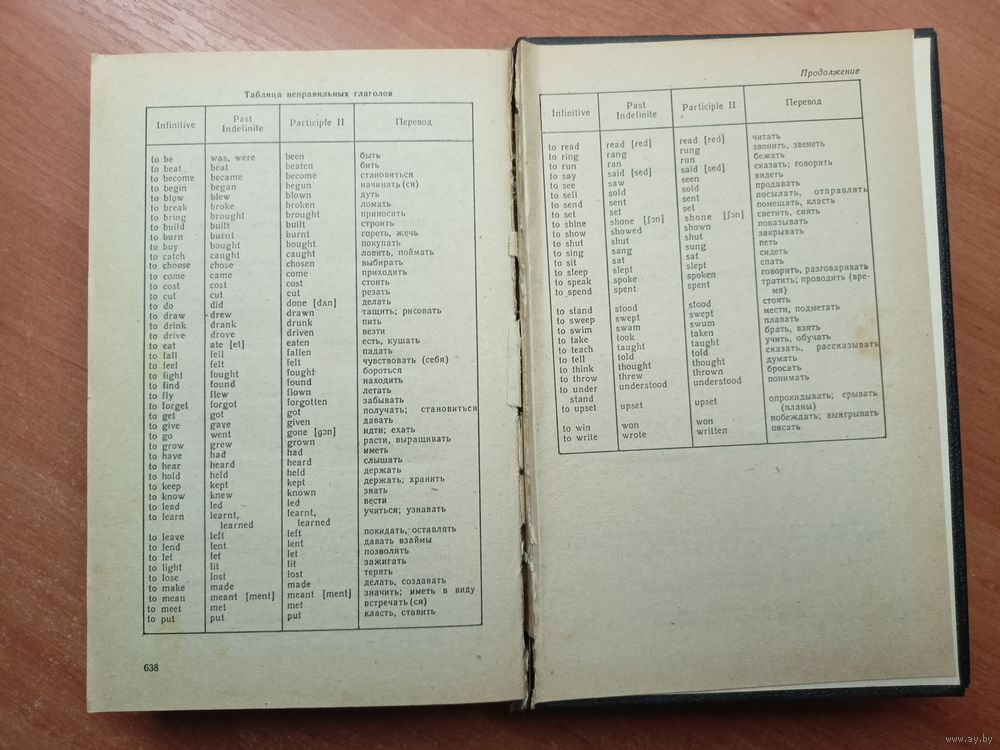 Таблица неправильных глаголов
Infinitive Past Indefinite Participle II Перевод
to be was, were been быть
to beat beat beaten бить
to become became become становиться
to begin began begun начинать(ся)
to blow blew blown дуть
to break broke broken ломать
to bring brought brought приносить
to build built built строить
to burn burnt burnt гореть, жечь
to buy bought bought покупать
to catch caught caught ловить, поймать
to choose chose chosen выбирать
to come came come приходить
to cost cost cost стоить
to cut cut cut резать
to do did done [dʌn] делать
to draw drew drawn тащить; рисовать
to drink drank drunk пить
to drive drove driven везти
to eat ate [et] eaten есть, кушать
to fall fell fallen падать
to feel felt felt чувствовать (себя)
to fight fought fought бороться
to find found found находить
to fly flew flown летать
to forget forgot forgotten забывать
to get got got получать; становиться
to give gave given давать
to go went gone [gɔn] идти; ехать
to grow grew grown расти, выращивать
to have had had иметь
to hear heard heard слышать
to hold held held держать
to keep kept kept держать; хранить
to know knew known знать
to lead led led вести
to learn learnt, learnt, учиться; узнавать
learned learned
to leave left left покидать, оставлять
to lend lent lent давать взаймы
to let let let позволять
to light lit lit зажигать
to lose lost lost терять
to make made made делать, создавать
to mean meant [ment] meant [ment] значить; иметь в виду
to meet met met встречать(ся)
to put put put класть, ставить
638
Продолжение
Infinitive Past Indefinite Participle II Перевод
to read read [red] read [red] читать
to ring rang rung звонить, звенеть
to run ran run бежать
to say said [sed] said [sed] сказать; говорить
to see saw seen видеть
to sell sold sold продавать
to send sent sent посылать, отправлять
to set set set помещать, класть
to shine shone [ʃɔn] shone [ʃɔn] светить, сиять
to show showed shown показывать
to shut shut shut закрывать
to sing sang sung петь
to sit sat sat сидеть
to sleep slept slept спать
to speak spoke spoken говорить, разговаривать
to spend spent spent тратить; проводить (вре-
мя)
to stand stood stood стоять
to sweep swept swept мести, подметать
to swim swam swum плавать
to take took taken брать, взять
to teach taught taught учить, обучать
to tell told told сказать, рассказывать
to think thought thought думать
to throw threw thrown бросать
to under understood understood понимать
stand
to upset upset upset опрокидывать; срывать
(планы)
to win won won побеждать; выигрывать
to write wrote written писать
www.ay.by